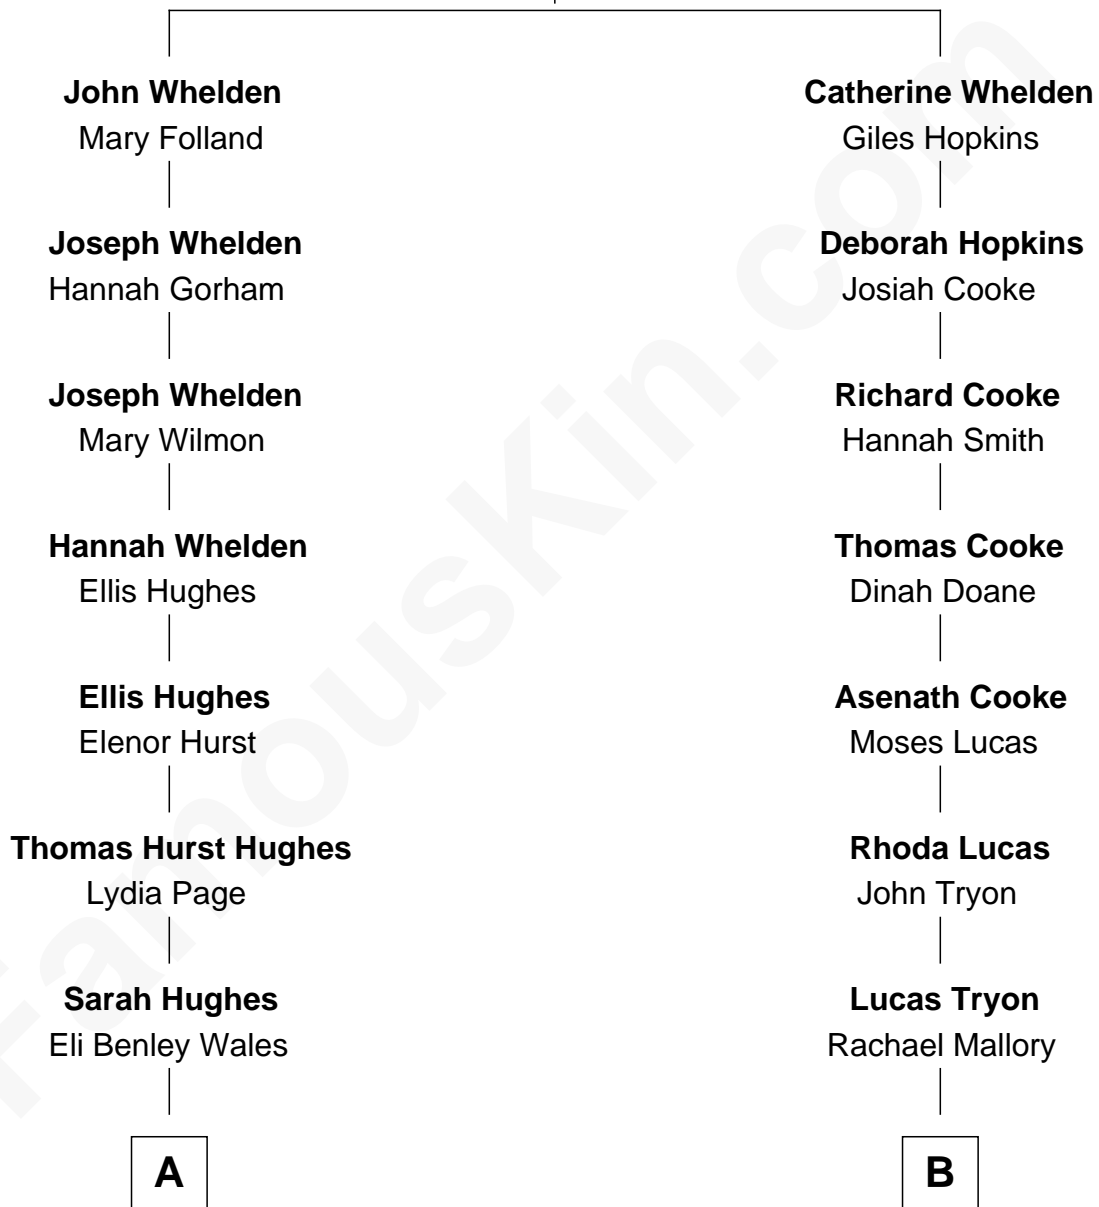 John Whelden
Mary Folland
Joseph Whelden
Hannah Gorham
Joseph Whelden
Mary Wilmon
Hannah Whelden
Ellis Hughes
Ellis Hughes
Elenor Hurst
Thomas Hurst Hughes
Lydia Page
Sarah Hughes
Eli Benley Wales
A
Catherine Whelden
Giles Hopkins
Deborah Hopkins
Josiah Cooke
Richard Cooke
Hannah Smith
Thomas Cooke
Dinah Doane
Asenath Cooke
Moses Lucas
Rhoda Lucas
John Tryon
Lucas Tryon
Rachael Mallory
B
FamousKin.com